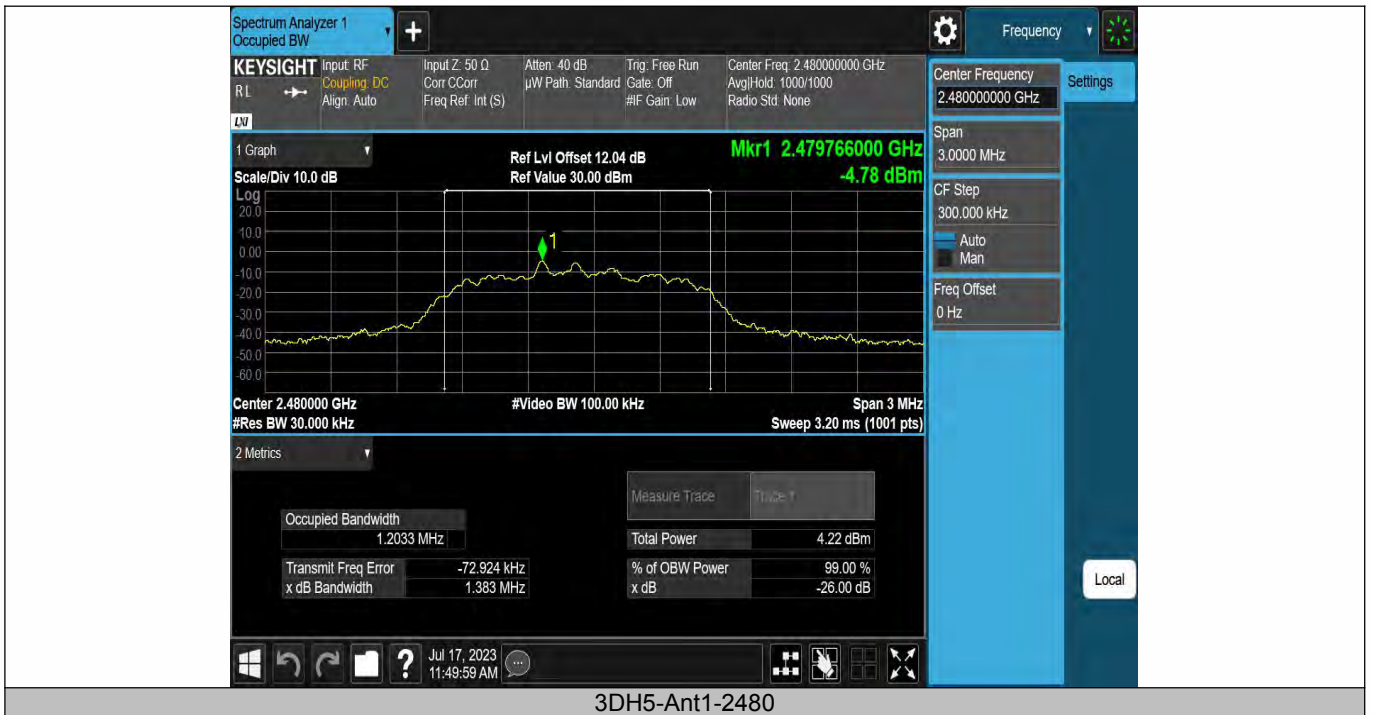 Spectrum Analyzer 1
Occupied BW
Frequency
KEYSIGHT
RL
LXI
Input: RF
Coupling: DC
Align: Auto
Input Z: 50 Ω
Corr CCorr
Freq Ref: Int (S)
Atten: 40 dB
µW Path: Standard
Trig: Free Run
Gate: Off
#IF Gain: Low
Center Freq: 2.480000000 GHz
Avg|Hold: 1000/1000
Radio Std: None
Center Frequency
2.480000000 GHz
Settings
Span
3.0000 MHz
CF Step
300.000 kHz
Auto
Man
Freq Offset
0 Hz
Local
1 Graph
Scale/Div 10.0 dB
Ref Lvl Offset 12.04 dB
Ref Value 30.00 dBm
Mkr1 2.479766000 GHz
-4.78 dBm
Log
20.0
10.0
0.00
-10.0
-20.0
-30.0
-40.0
-50.0
-60.0
1
Center 2.480000 GHz
#Video BW 100.00 kHz
Span 3 MHz
#Res BW 30.000 kHz
Sweep 3.20 ms (1001 pts)
2 Metrics
Measure Trace
Trace 1
Occupied Bandwidth
1.2033 MHz
Total Power
4.22 dBm
Transmit Freq Error
-72.924 kHz
% of OBW Power
99.00 %
x dB Bandwidth
1.383 MHz
x dB
-26.00 dB
Jul 17, 2023
11:49:59 AM
3DH5-Ant1-2480